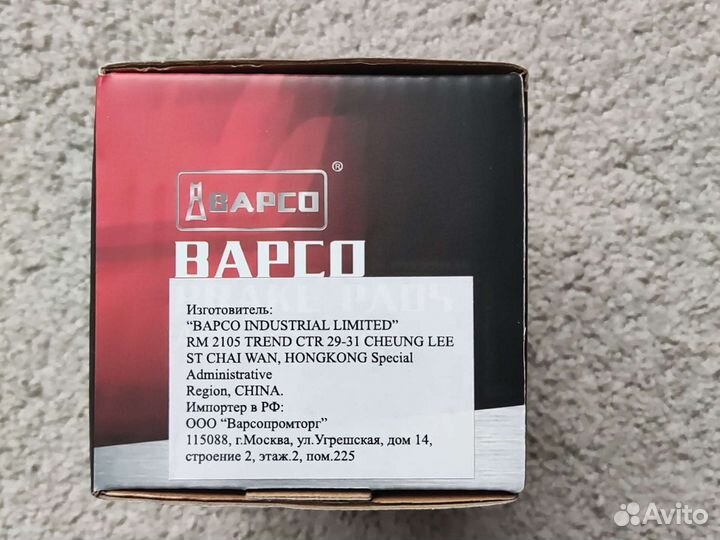 BAPCO ®
BAPCO
BRAKE PADS
Изготовитель:
“BAPCO INDUSTRIAL LIMITED”
RM 2105 TREND CTR 29-31 CHEUNG LEE
ST CHAI WAN, HONGKONG Special
Administrative
Region, CHINA.
Импортер в РФ:
ООО “Варсопромторг”
115088, г.Москва, ул.Угрешская, дом 14,
строение 2, этаж.2, пом.225
Avito